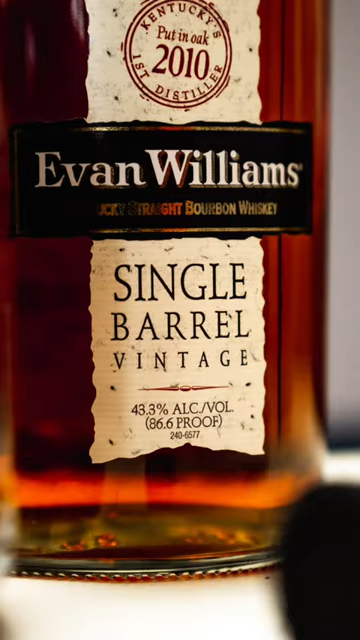 KENTUCKY'S
Put in oak
2010
1ST DISTILLER
Evan Williams
STRAIGHT BOURBON WHISKEY
SINGLE
BARREL
VINTAGE
43.3% ALC./VOL.
(86.6 PROOF)
240-6577